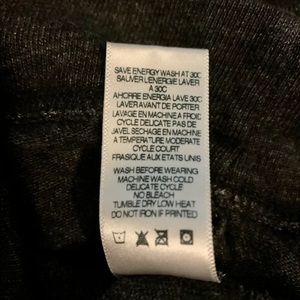 SAVE ENERGY WASH AT 30C
SAUVER L'ENERGIE LAVER
A 30C
AHORRE ENERGIA LAVE 30C
LAVER AVANT DE PORTER
LAVAGE EN MACHINE A FROID
CYCLE DELICATE PAS DE
JAVEL SECHAGE EN MACHINE
A TEMPERATURE MODERATE
CYCLE COURT
FRASIQUE AUX ETATS UNIS
WASH BEFORE WEARING
MACHINE WASH COLD
DELICATE CYCLE
NO BLEACH
TUMBLE DRY LOW HEAT
DO NOT IRON IF PRINTED